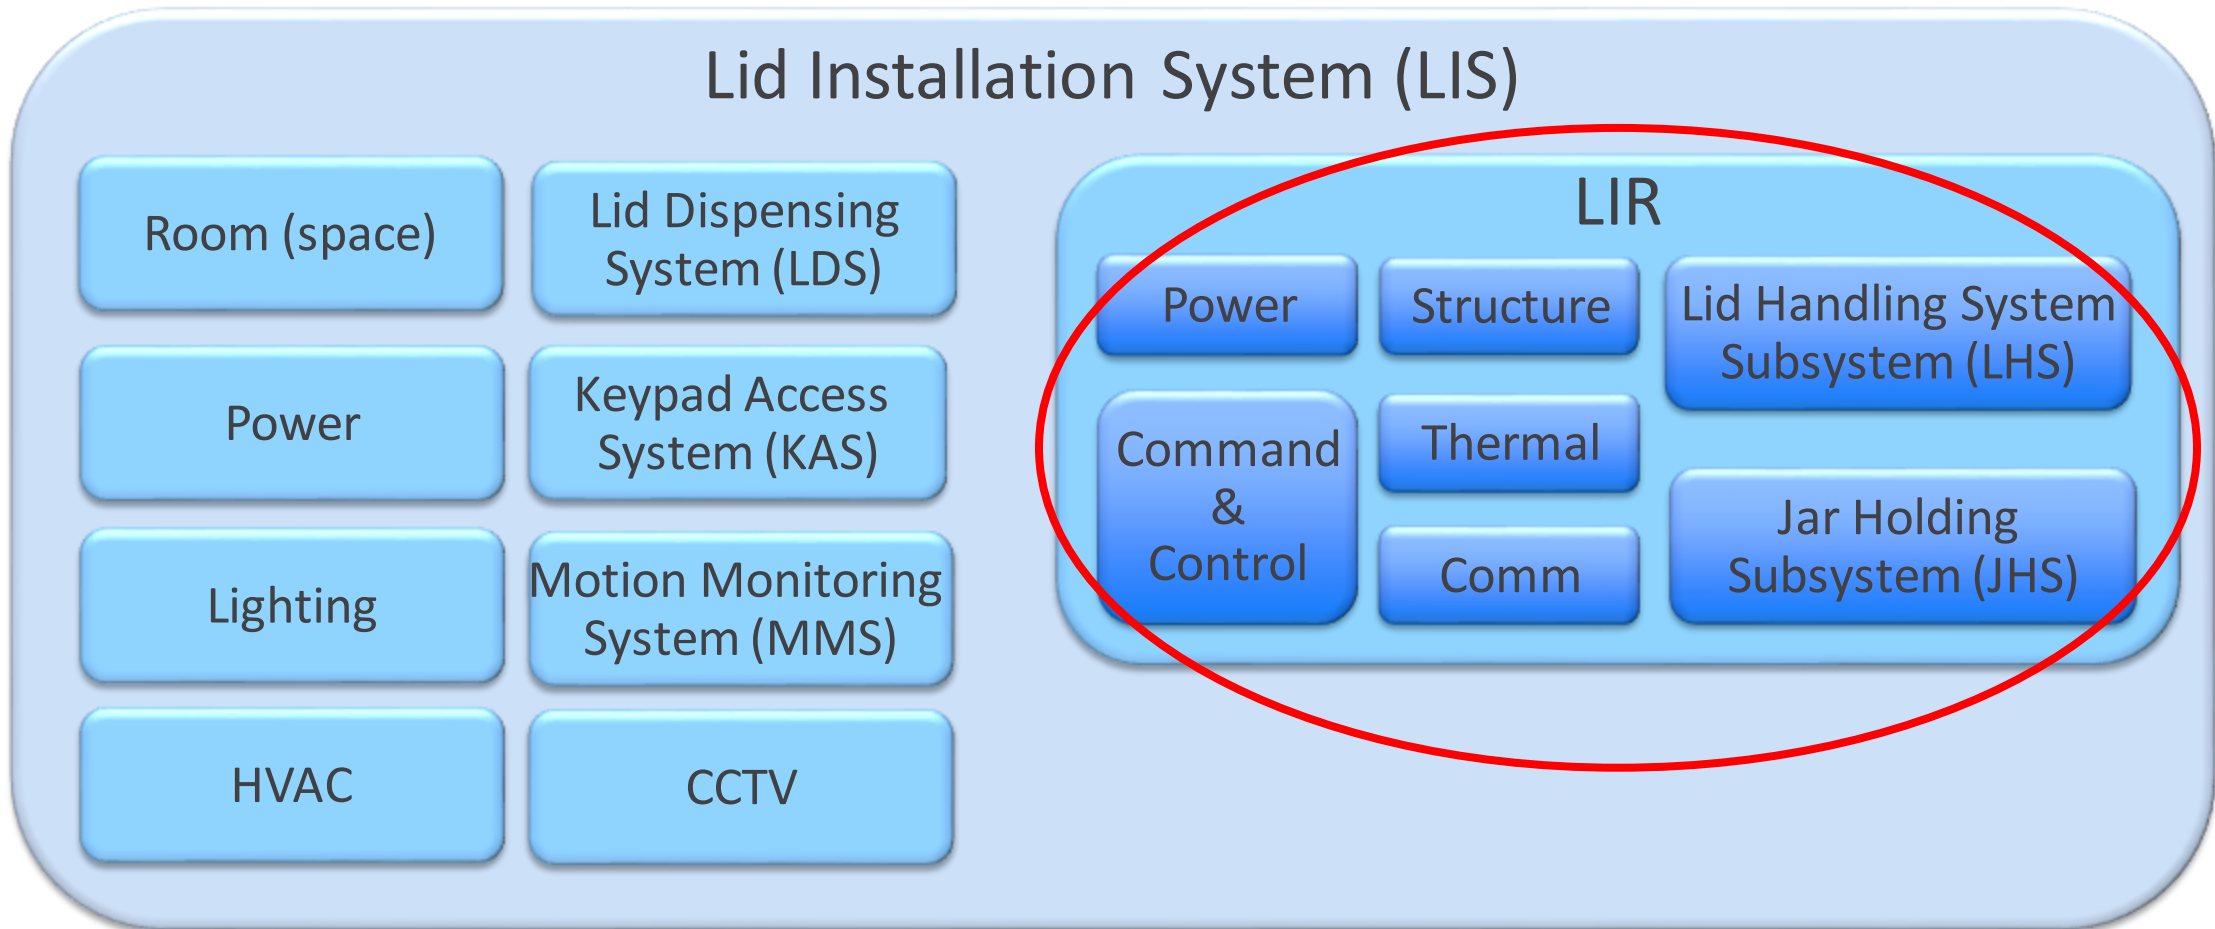 Lid Installation System (LIS)
Room (space)
Lid Dispensing
System (LDS)
Power
Keypad Access
System (KAS)
Lighting
Motion Monitoring
System (MMS)
HVAC
CCTV
LIR
Power
Structure
Lid Handling System
Subsystem (LHS)
Command
&
Control
Thermal
Comm
Jar Holding
Subsystem (JHS)